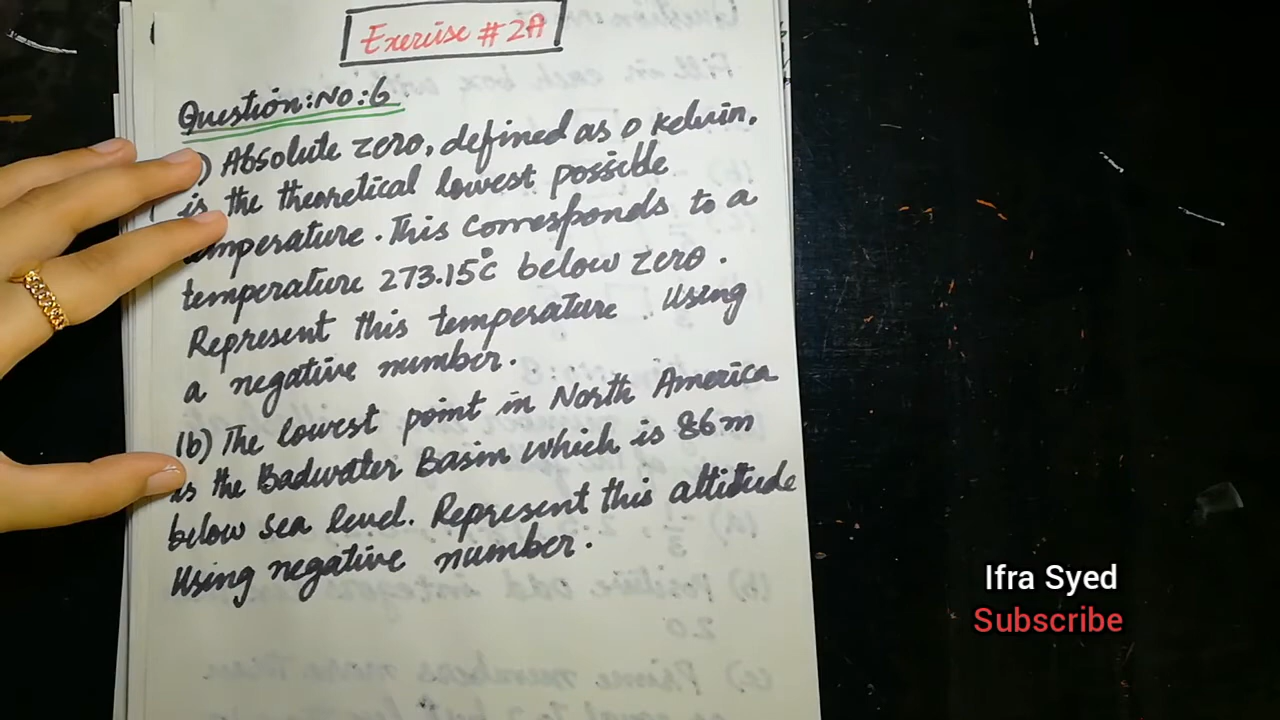 Exercise #2A
Question:No:6
) Absolute zero, defined as 0 kelvin,
is the theoretical lowest possible
temperature. This corresponds to a
temperature 273.15°c below zero.
Represent this temperature Using
a negative number.
(b) The lowest point in North America
is the Badwater Basin which is 86m
below sea level. Represent this altitude
Using negative number.
Ifra Syed
Subscribe